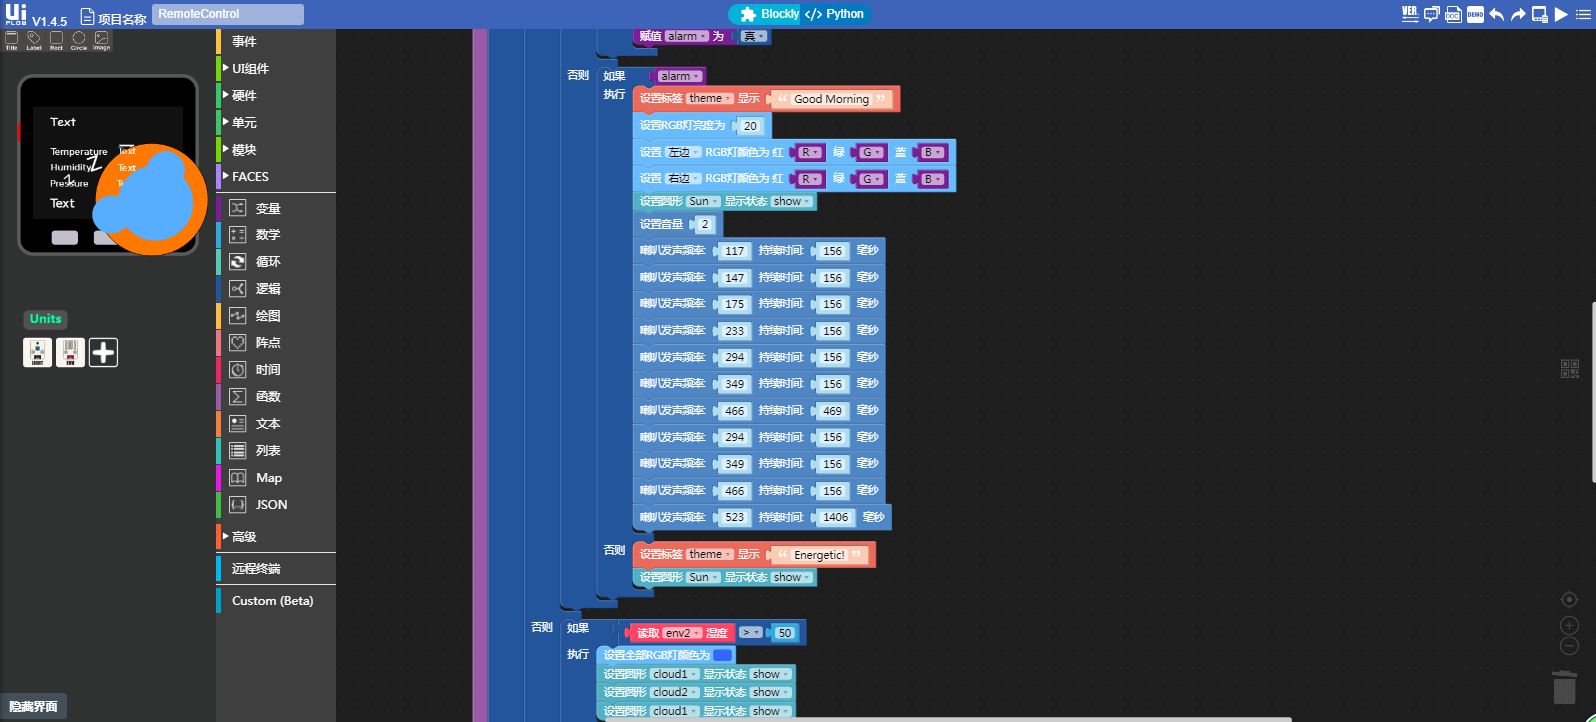 Ui
FLOW
V1.4.5
项目名称
RemoteControl
Blockly
</> Python
VER.
DEMO
Title Label Rect Circle Image
Text
Temperature Text
Humidity Text
Pressure Te
Text
Z
z
Units
LIGHT
ENV
隐藏界面
事件
UI组件
硬件
单元
模块
FACES
变量
数学
循环
逻辑
绘图
阵点
时间
函数
文本
列表
Map
JSON
高级
远程终端
Custom (Beta)
赋值 alarm 为 真
否则 如果 alarm
执行 设置标签 theme 显示 “ Good Morning ”
设置RGB灯亮度为 20
设置 左边 RGB灯颜色为 红 R 绿 G 蓝 B
设置 右边 RGB灯颜色为 红 R 绿 G 蓝 B
设置圆形 Sun 显示状态 show
设置音量 2
喇叭发声频率: 117 持续时间: 156 毫秒
喇叭发声频率: 147 持续时间: 156 毫秒
喇叭发声频率: 175 持续时间: 156 毫秒
喇叭发声频率: 233 持续时间: 156 毫秒
喇叭发声频率: 294 持续时间: 156 毫秒
喇叭发声频率: 349 持续时间: 156 毫秒
喇叭发声频率: 466 持续时间: 469 毫秒
喇叭发声频率: 294 持续时间: 156 毫秒
喇叭发声频率: 349 持续时间: 156 毫秒
喇叭发声频率: 466 持续时间: 156 毫秒
喇叭发声频率: 523 持续时间: 1406 毫秒
否则 设置标签 theme 显示 “ Energetic! ”
设置圆形 Sun 显示状态 show
否则 如果 读取 env2 湿度 > 50
执行 设置全部RGB灯颜色为
设置圆形 cloud1 显示状态 show
设置圆形 cloud2 显示状态 show
设置圆形 cloud1 显示状态 show